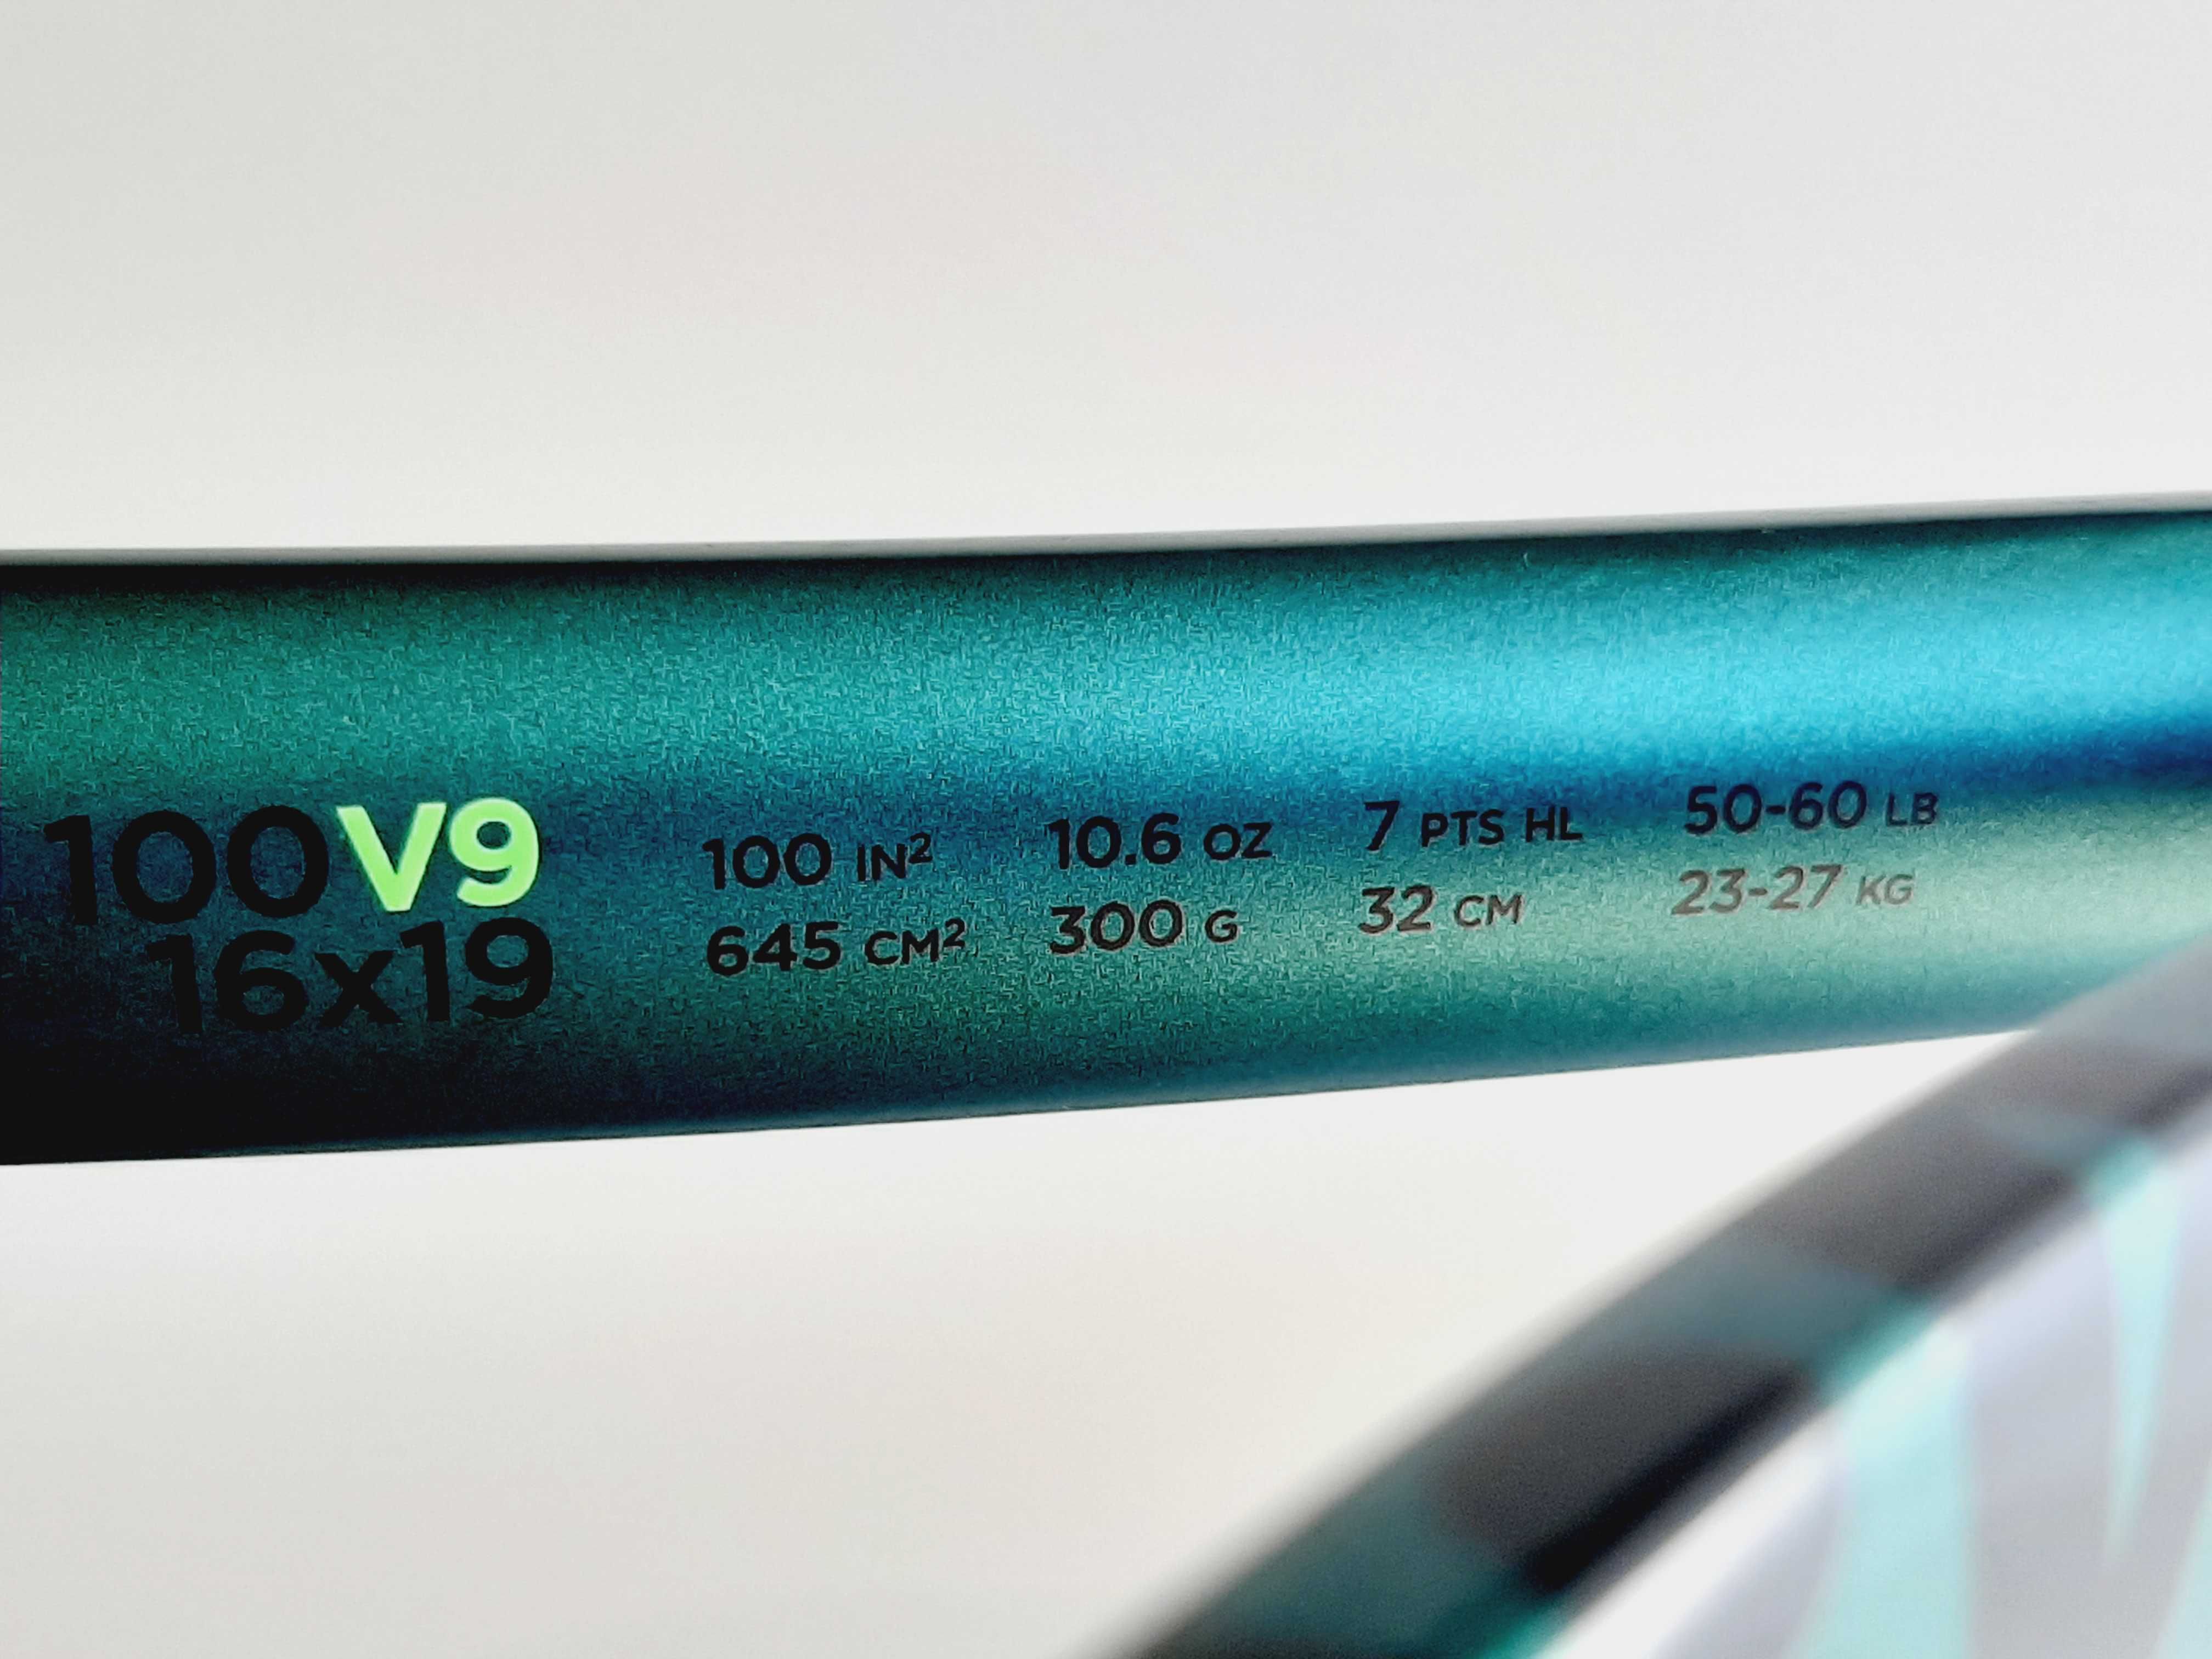 100V9
16x19
100 IN² 10.6 OZ 7 PTS HL 50-60 LB
645 CM² 300 G 32 CM 23-27 KG